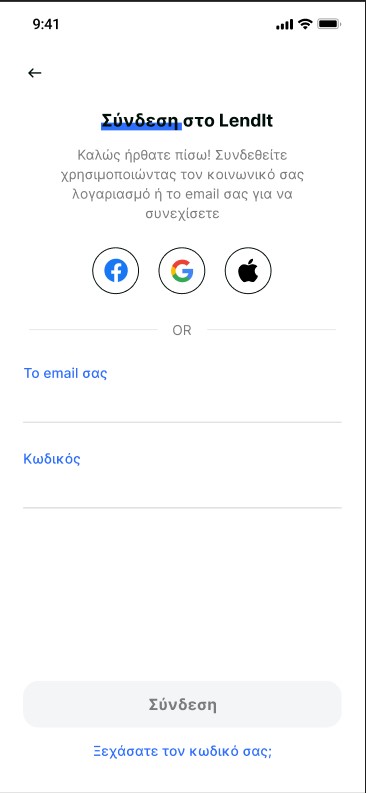 9:41
Σύνδεση στο LendIt
Καλώς ήρθατε πίσω! Συνδεθείτε
χρησιμοποιώντας τον κοινωνικό σας
λογαριασμό ή το email σας για να
συνεχίσετε
OR
Το email σας
Κωδικός
Σύνδεση
Ξεχάσατε τον κωδικό σας;